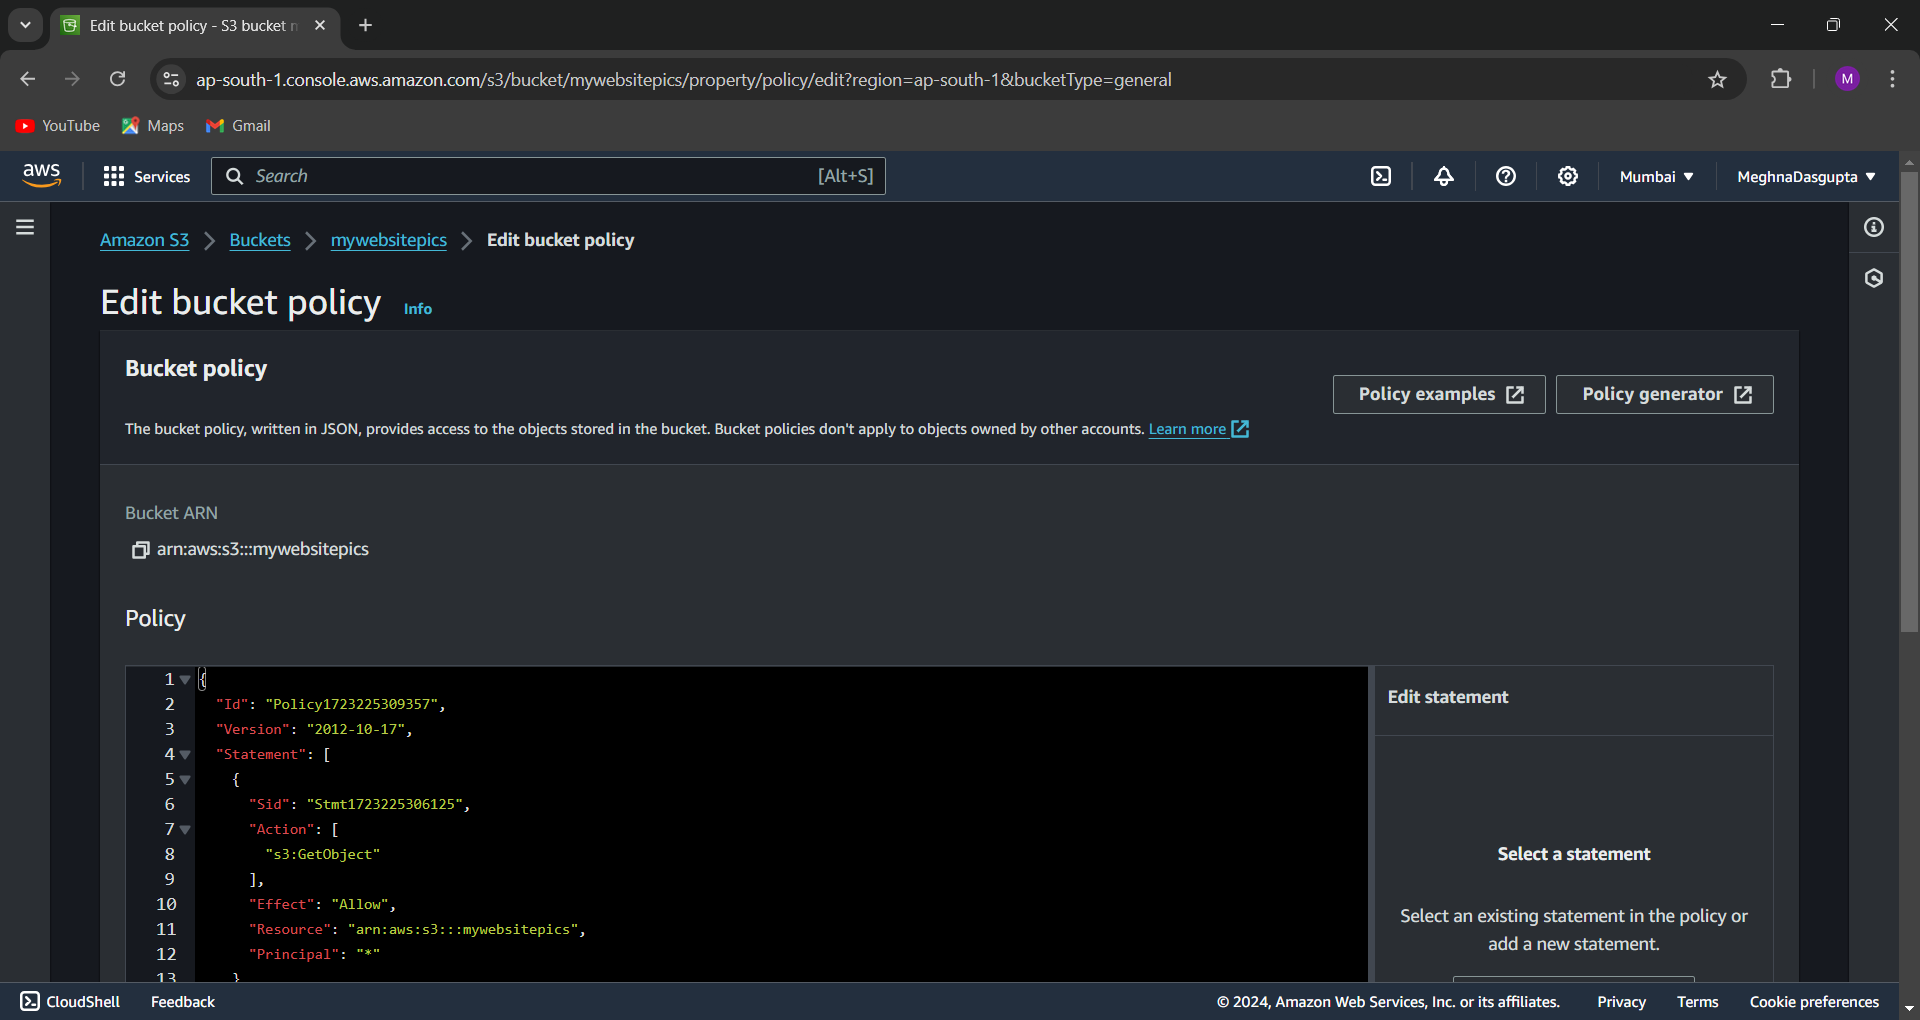 Edit bucket policy - S3 bucket
ap-south-1.console.aws.amazon.com/s3/bucket/mywebsitepics/property/policy/edit?region=ap-south-1&bucketType=general
M
YouTube Maps Gmail
aws Services Search [Alt+S] Mumbai MeghnaDasgupta
Amazon S3 Buckets mywebsitepics Edit bucket policy
Edit bucket policy Info
Bucket policy
Policy examples Policy generator
The bucket policy, written in JSON, provides access to the objects stored in the bucket. Bucket policies don't apply to objects owned by other accounts. Learn more
Bucket ARN
arn:aws:s3:::mywebsitepics
Policy
1 {
2 "Id": "Policy1723225309357",
3 "Version": "2012-10-17",
4 "Statement": [
5 {
6 "Sid": "Stmt1723225306125",
7 "Action": [
8 "s3:GetObject"
9 ],
10 "Effect": "Allow",
11 "Resource": "arn:aws:s3:::mywebsitepics",
12 "Principal": "*"
13 }
Edit statement
Select a statement
Select an existing statement in the policy or
add a new statement.
CloudShell Feedback © 2024, Amazon Web Services, Inc. or its affiliates. Privacy Terms Cookie preferences